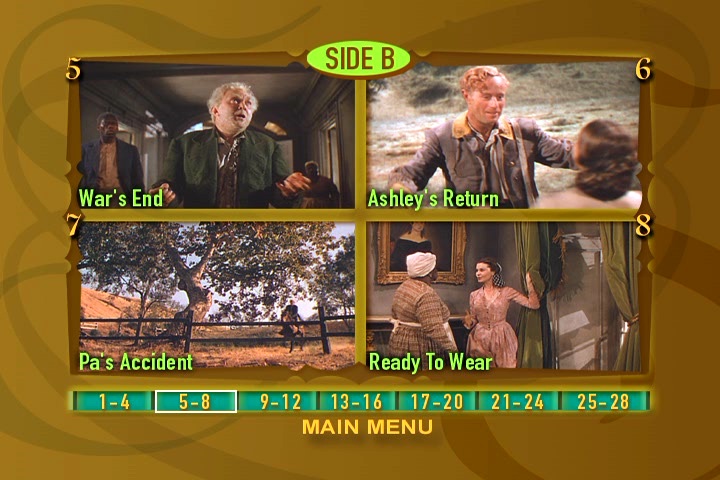 SIDE B
5
6
War's End
Ashley's Return
7
8
Pa's Accident
Ready To Wear
1-4 5-8 9-12 13-16 17-20 21-24 25-28
MAIN MENU